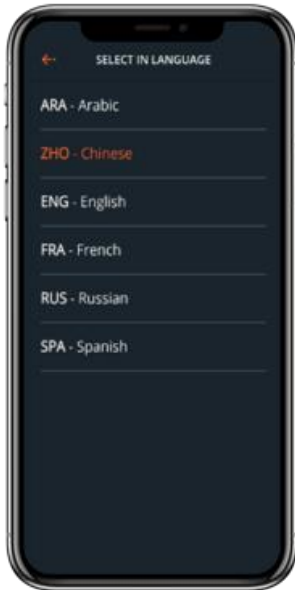 SELECT IN LANGUAGE
ARA - Arabic
ZHO - Chinese
ENG - English
FRA - French
RUS - Russian
SPA - Spanish